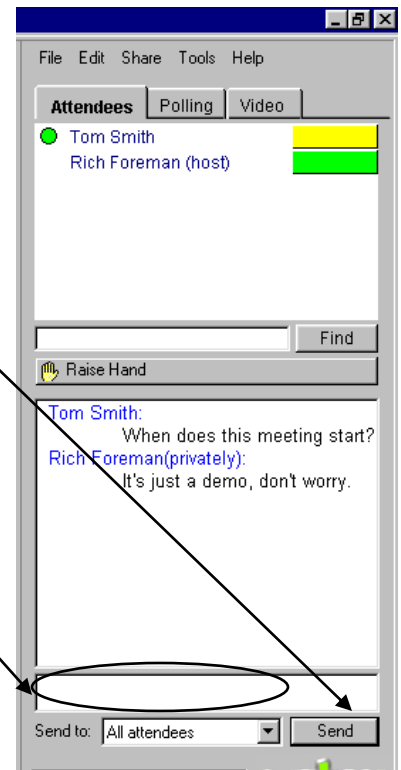 File Edit Share Tools Help
Attendees Polling Video
Tom Smith
Rich Foreman (host)
Find
Raise Hand
Tom Smith:
When does this meeting start?
Rich Foreman(privately):
It's just a demo, don't worry.
Send to: All attendees Send